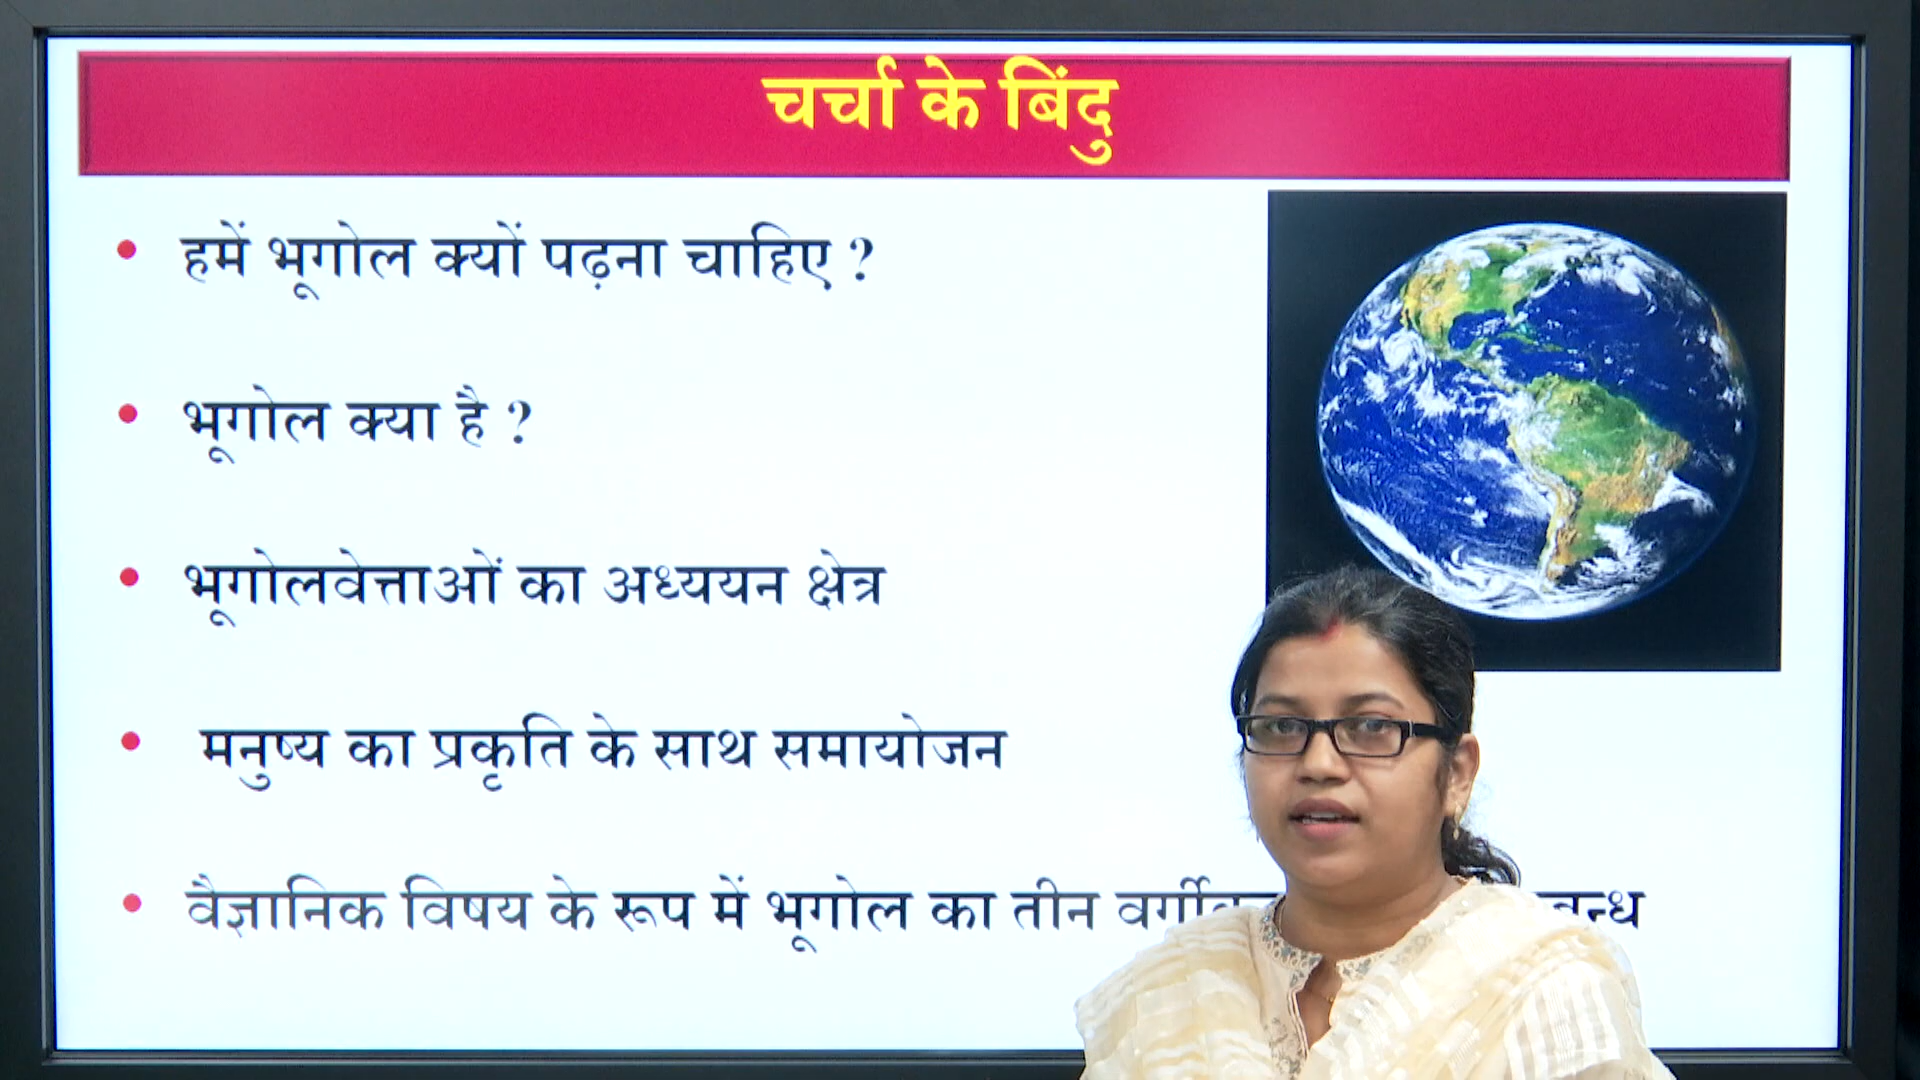 चर्चा के बिंदु
• हमें भूगोल क्यों पढ़ना चाहिए ?
• भूगोल क्या है ?
• भूगोलवेत्ताओं का अध्ययन क्षेत्र
• मनुष्य का प्रकृति के साथ समायोजन
• वैज्ञानिक विषय के रूप में भूगोल का तीन